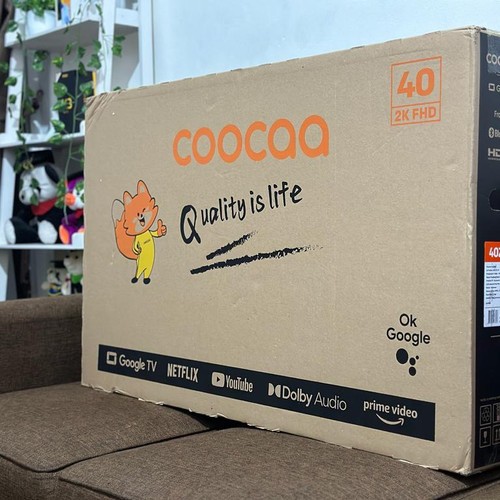 40
2K FHD
coocaa
Quality is life
Ok
Google
Google TV
NETFLIX
YouTube
Dolby Audio
prime video